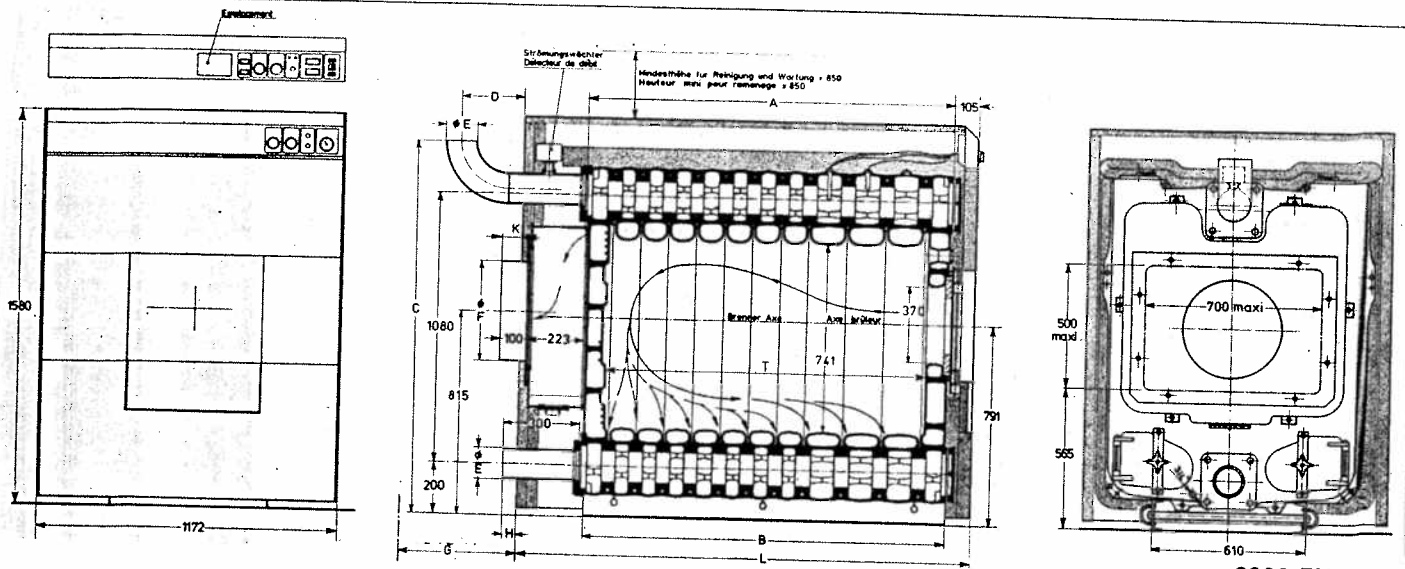 Strömungswächter
Détecteur de débit
Mindesthöhe für Reinigung und Wartung : 850
Hauteur mini pour ramonage : 850
D
A
105
ø E
K
C
1580
1080
ø F
100
223
Brenner Axe
Axe brûleur
370
741
T
815
791
300
ø E
200
H
G
B
L
1172
500
maxi
700 maxi
565
610